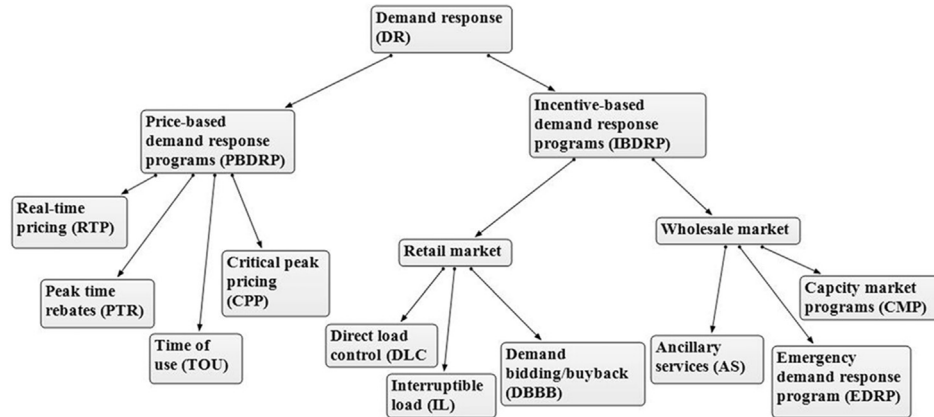 Demand response
(DR)
Price-based
demand response
programs (PBDRP)
Incentive-based
demand response
programs (IBDRP)
Real-time
pricing (RTP)
Peak time
rebates (PTR)
Time of
use (TOU)
Critical peak
pricing
(CPP)
Retail market
Wholesale market
Direct load
control (DLC
Interruptible
load (IL)
Demand
bidding/buyback
(DBBB)
Ancillary
services (AS)
Emergency
demand response
program (EDRP)
Capcity market
programs (CMP)